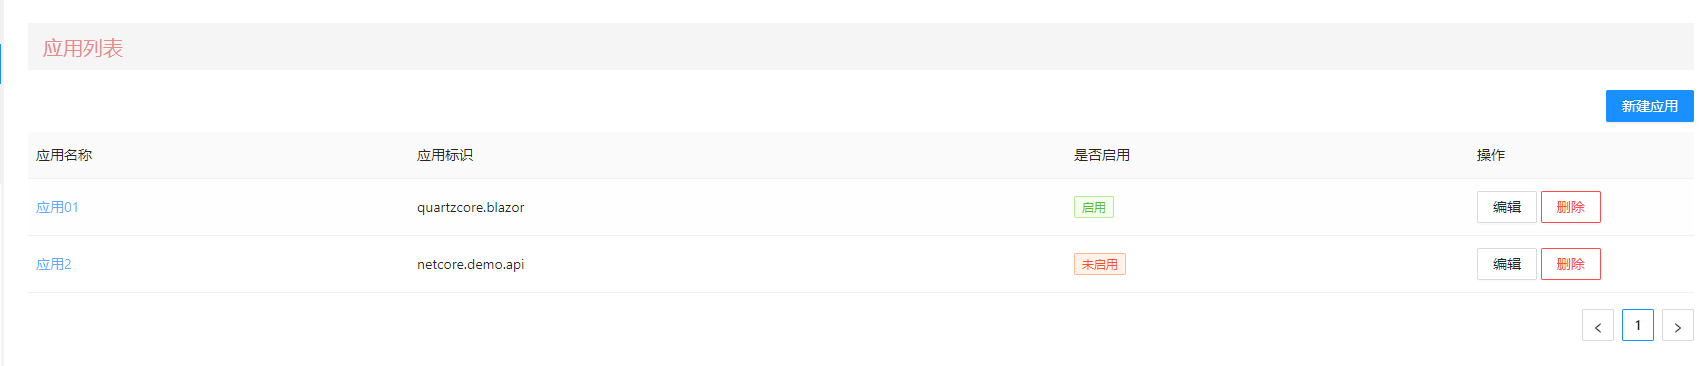 应用列表
新建应用
应用名称 应用标识 是否启用 操作
应用01 quartzcore.blazor 启用 编辑 删除
应用2 netcore.demo.api 未启用 编辑 删除
< 1 >